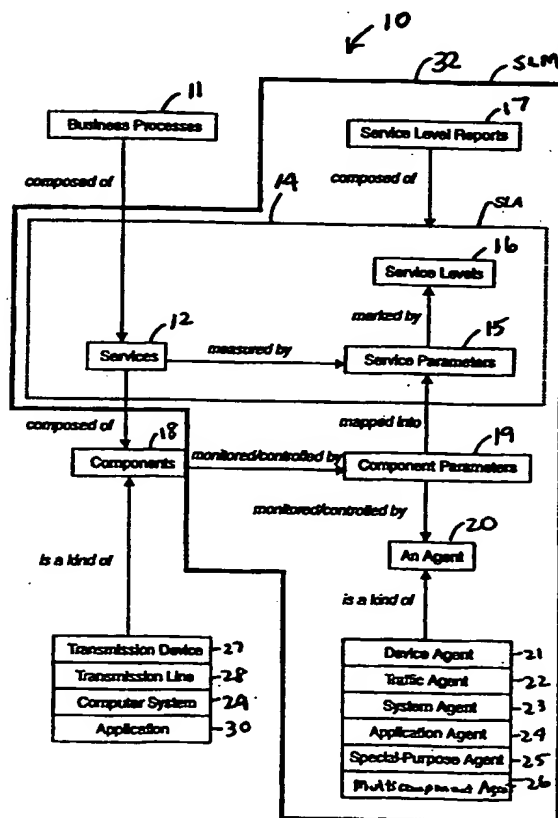 10
32
SLM
11
Business Processes
17
Service Level Reports
composed of
14
composed of
SLA
16
Service Levels
marked by
12
Services
measured by
15
Service Parameters
composed of
18
Components
mapped into
monitored/controlled by
19
Component Parameters
monitored/controlled by
20
An Agent
is a kind of
is a kind of
Transmission Device 27
Transmission Line 28
Computer System 29
Application 30
Device Agent 21
Traffic Agent 22
System Agent 23
Application Agent 24
Special-Purpose Agent 25
Multicomponent Agent 26